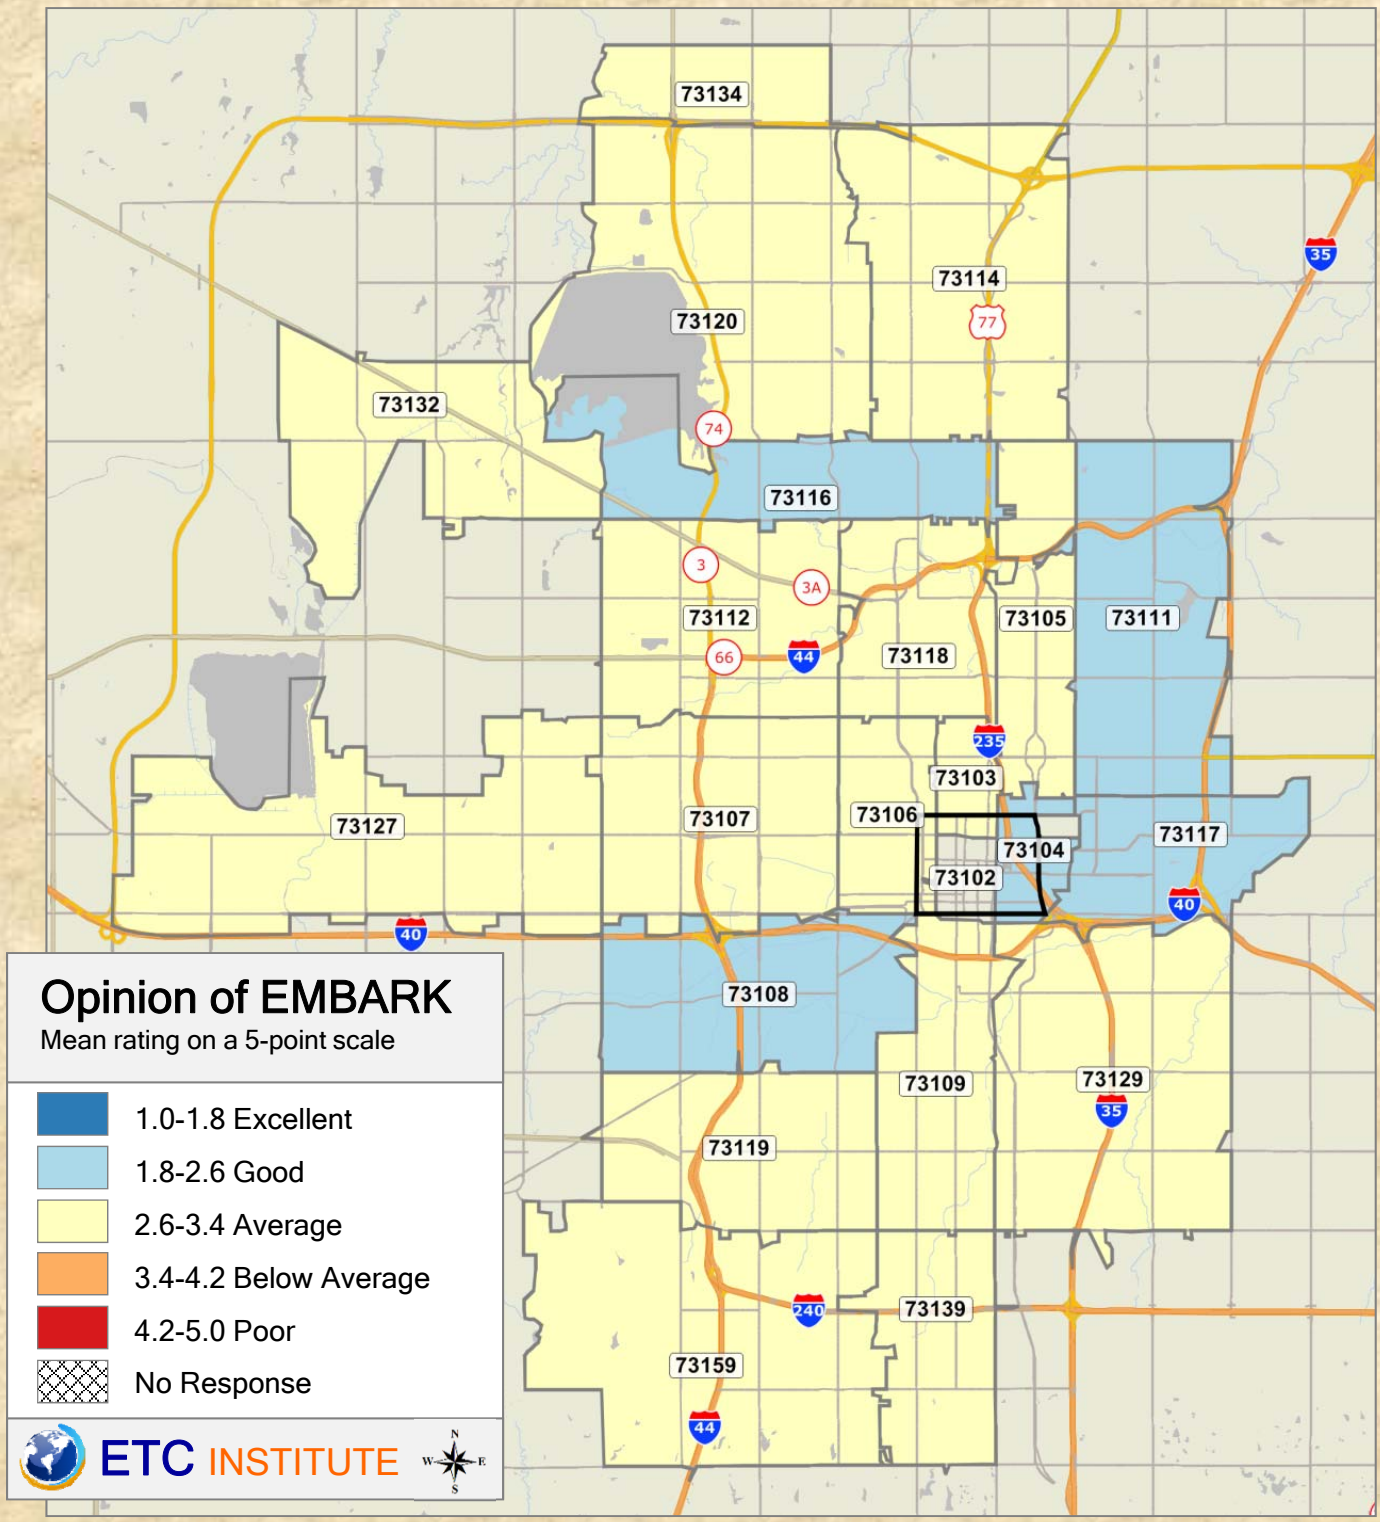 73134
35
73114
77
73120
73132
74
73116
3
3A
73112
73105
73111
66
44
73118
235
73103
73106
73107
73127
73117
73104
73102
40
40
73108
73109
73129
35
73119
240
73139
73159
44
Opinion of EMBARK
Mean rating on a 5-point scale
1.0-1.8 Excellent
1.8-2.6 Good
2.6-3.4 Average
3.4-4.2 Below Average
4.2-5.0 Poor
No Response
ETC INSTITUTE
N
W E
S